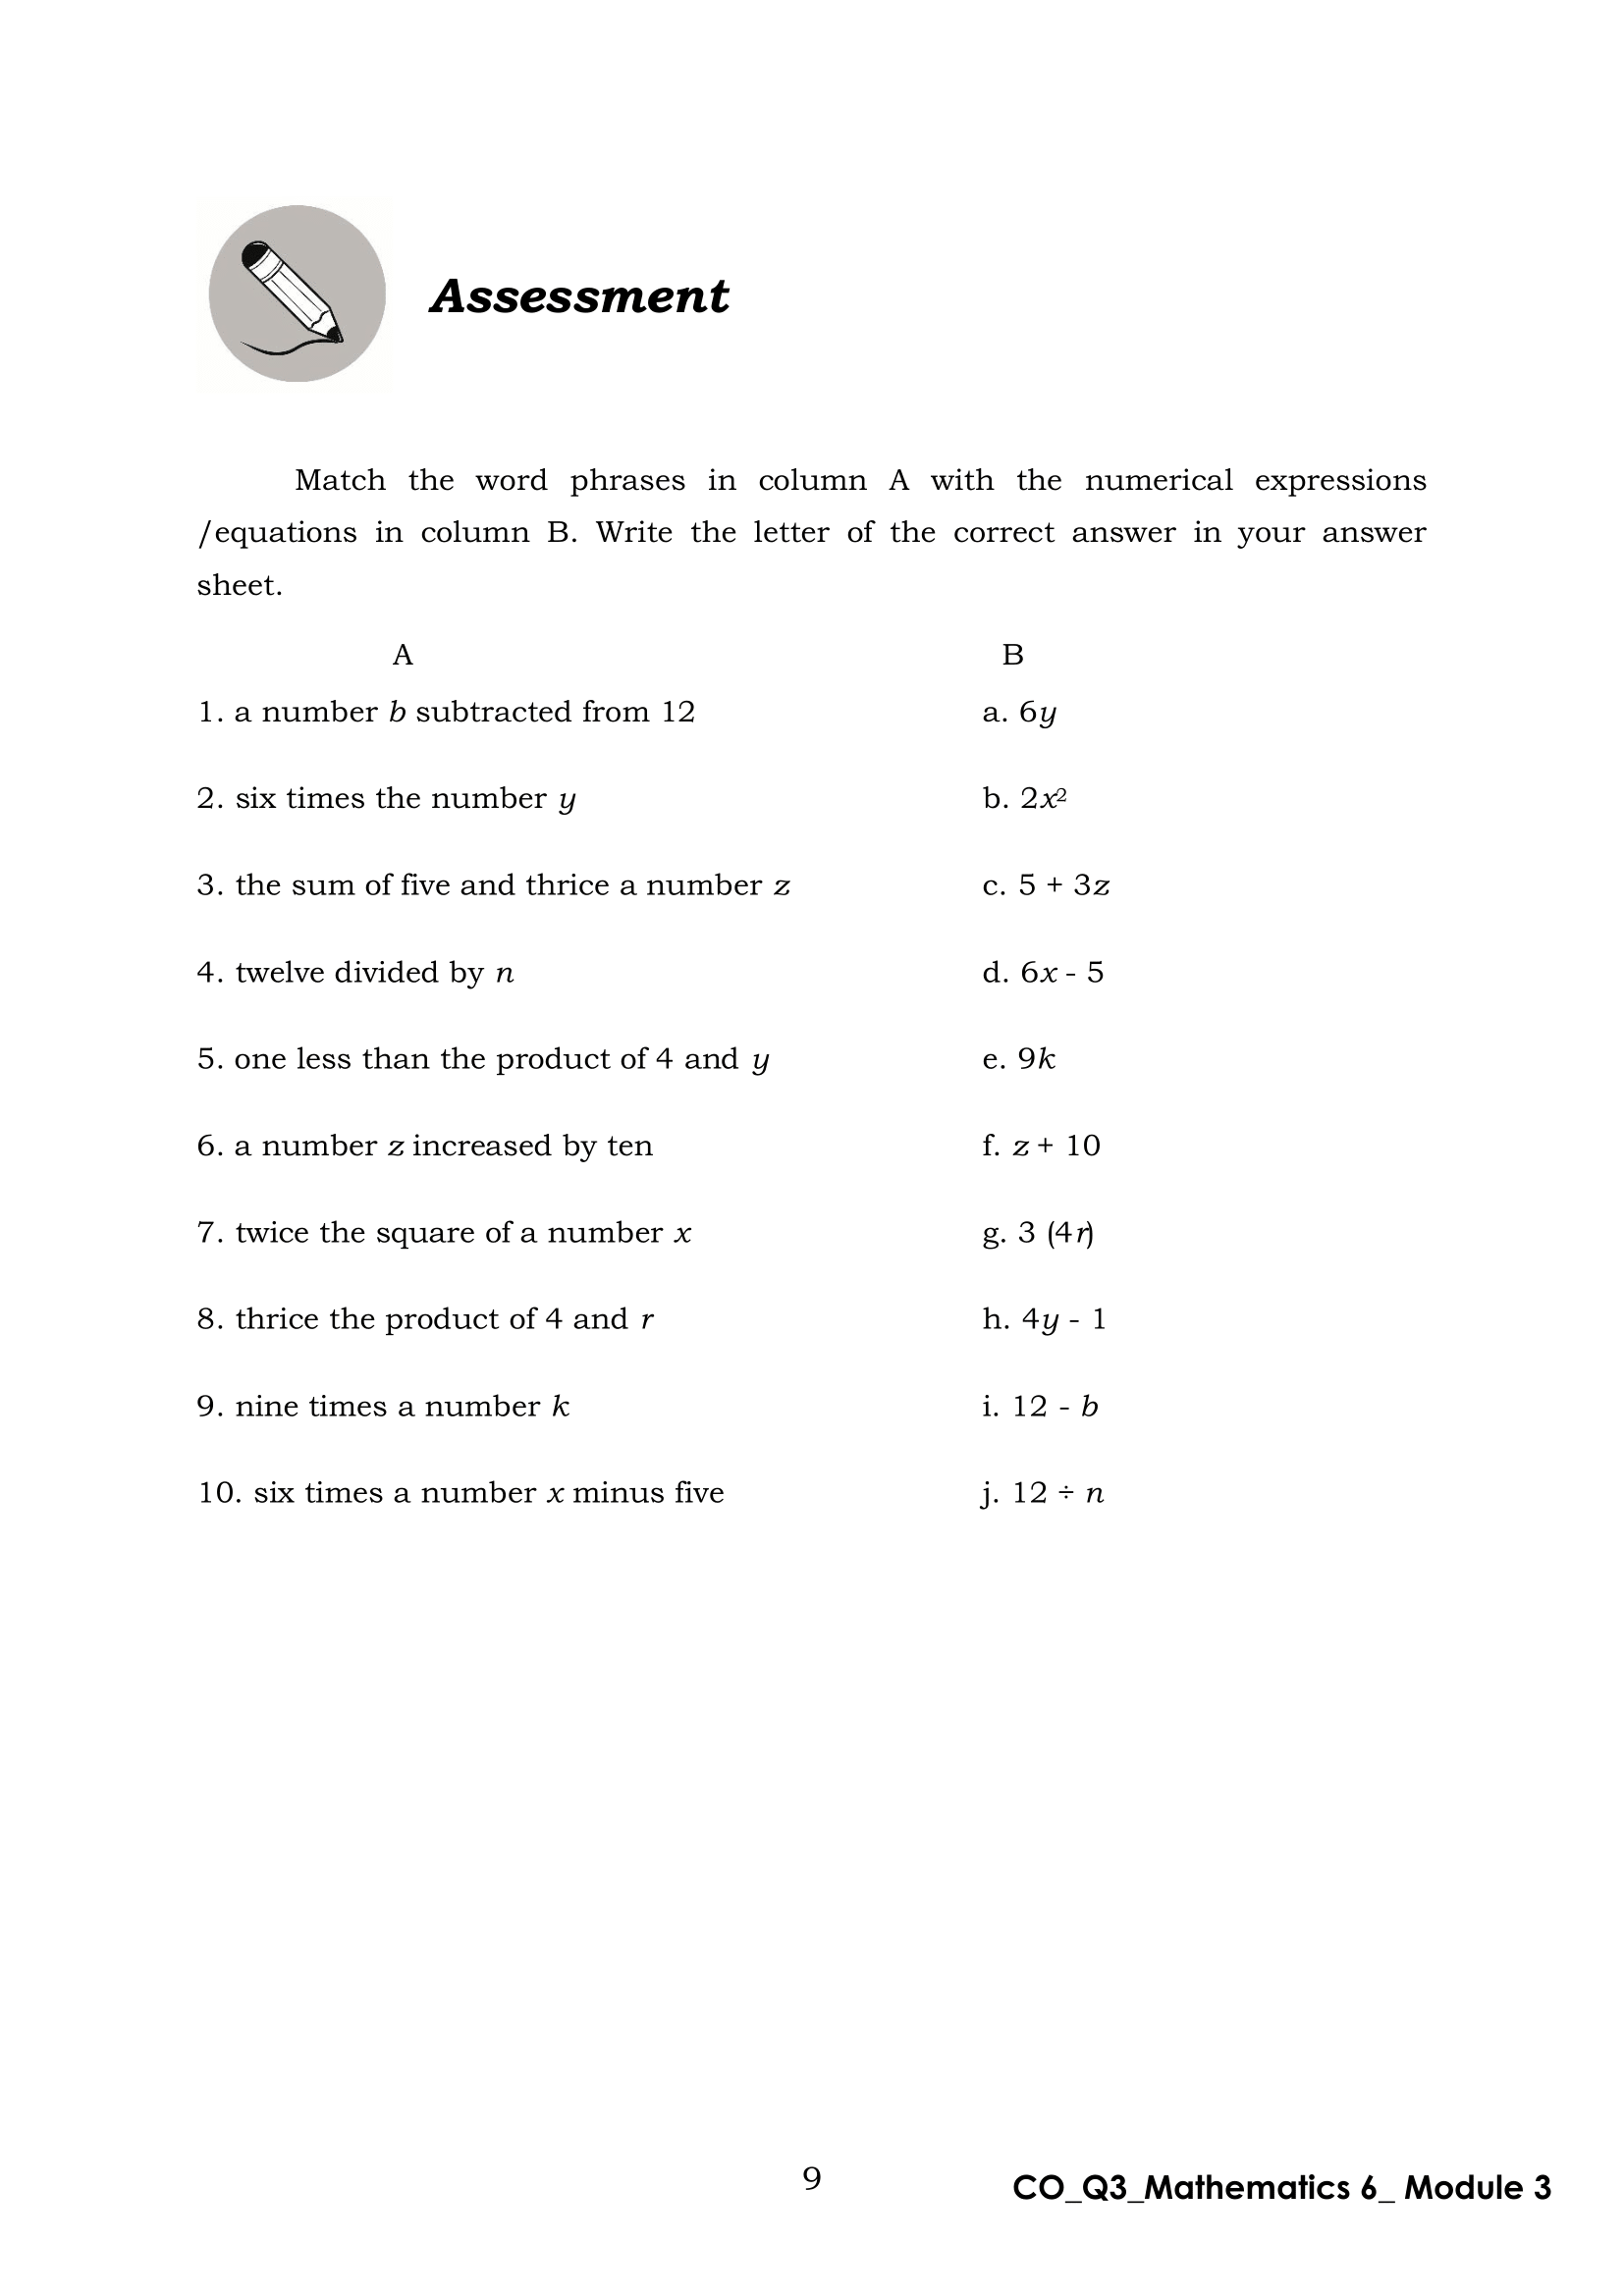 Assessment
Match the word phrases in column A with the numerical expressions
/equations in column B. Write the letter of the correct answer in your answer
sheet.
A B
1. a number b subtracted from 12 a. 6y
2. six times the number y b. 2x²
3. the sum of five and thrice a number z c. 5 + 3z
4. twelve divided by n d. 6x - 5
5. one less than the product of 4 and y e. 9k
6. a number z increased by ten f. z + 10
7. twice the square of a number x g. 3 (4r)
8. thrice the product of 4 and r h. 4y - 1
9. nine times a number k i. 12 - b
10. six times a number x minus five j. 12 ÷ n
9 CO_Q3_Mathematics 6_ Module 3